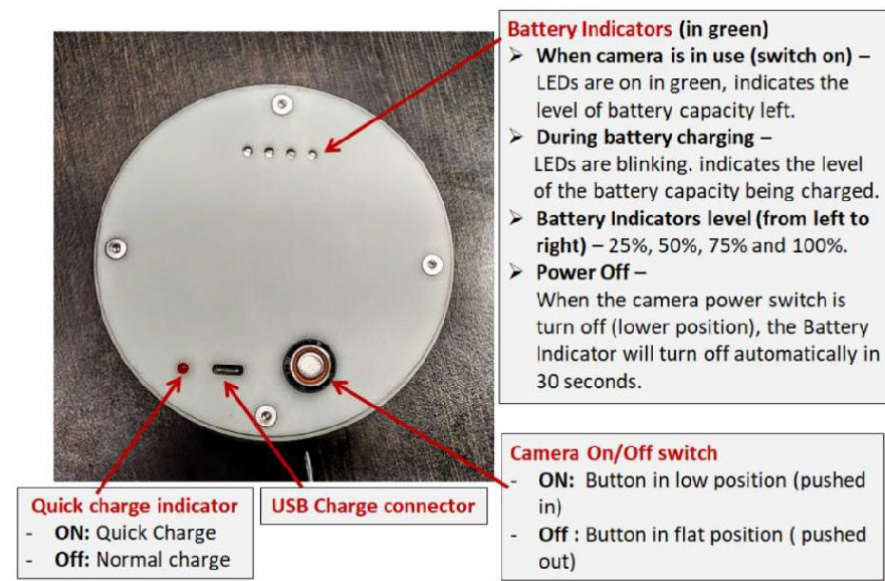 Battery Indicators (in green)
➢ When camera is in use (switch on) –
LEDs are on in green, indicates the
level of battery capacity left.
➢ During battery charging –
LEDs are blinking. indicates the level
of the battery capacity being charged.
➢ Battery Indicators level (from left to
right) – 25%, 50%, 75% and 100%.
➢ Power Off –
When the camera power switch is
turn off (lower position), the Battery
Indicator will turn off automatically in
30 seconds.
Camera On/Off switch
- ON: Button in low position (pushed
in)
- Off : Button in flat position ( pushed
out)
Quick charge indicator
- ON: Quick Charge
- Off: Normal charge
USB Charge connector